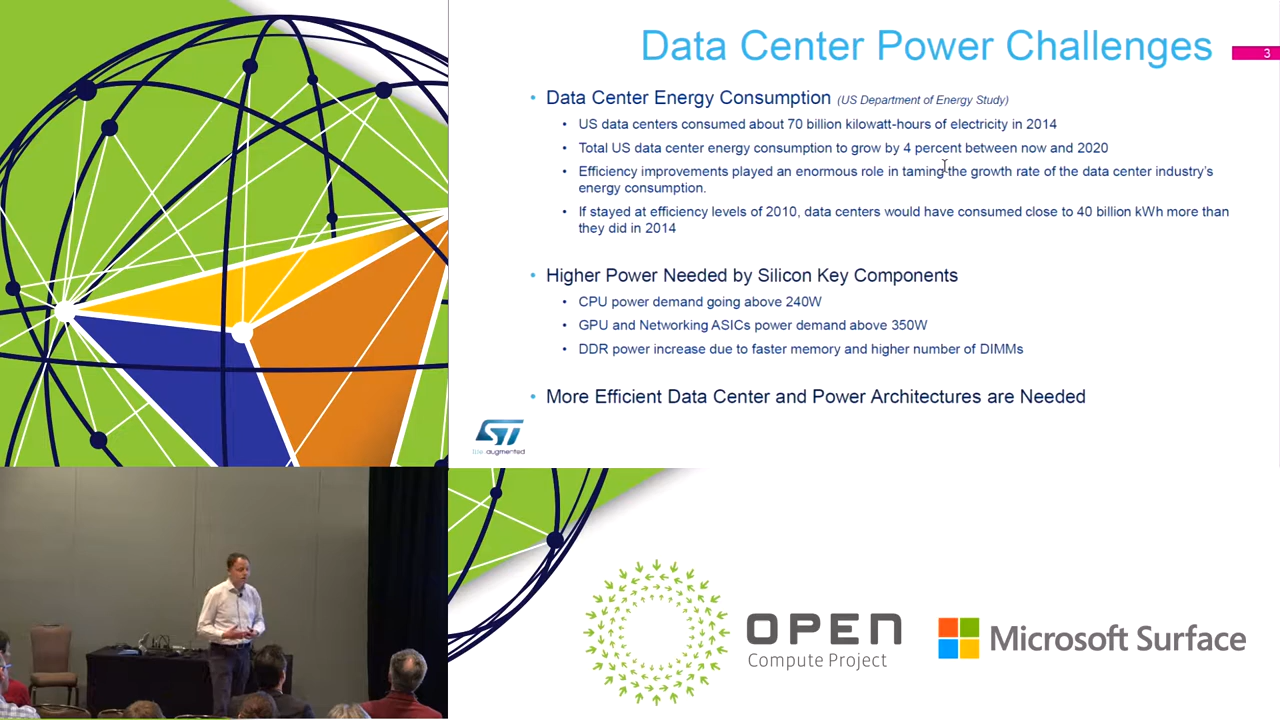 Data Center Power Challenges
3
• Data Center Energy Consumption (US Department of Energy Study)
• US data centers consumed about 70 billion kilowatt-hours of electricity in 2014
• Total US data center energy consumption to grow by 4 percent between now and 2020
• Efficiency improvements played an enormous role in taming the growth rate of the data center industry's
energy consumption.
• If stayed at efficiency levels of 2010, data centers would have consumed close to 40 billion kWh more than
they did in 2014
• Higher Power Needed by Silicon Key Components
• CPU power demand going above 240W
• GPU and Networking ASICs power demand above 350W
• DDR power increase due to faster memory and higher number of DIMMs
• More Efficient Data Center and Power Architectures are Needed
ST
life.augmented
OPEN
Compute Project
Microsoft Surface